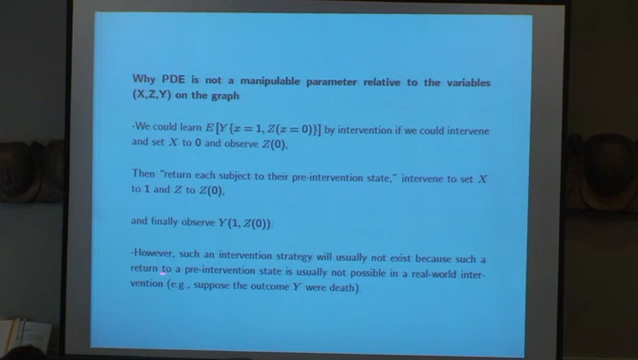 Why PDE is not a manipulable parameter relative to the variables
(X,Z,Y) on the graph
·We could learn E[Y{x = 1, Z(x = 0)}] by intervention if we could intervene
and set X to 0 and observe Z(0),
Then "return each subject to their pre-intervention state," intervene to set X
to 1 and Z to Z(0),
and finally observe Y(1, Z(0))
·However, such an intervention strategy will usually not exist because such a
return to a pre-intervention state is usually not possible in a real-world inter-
vention (e.g., suppose the outcome Y were death).